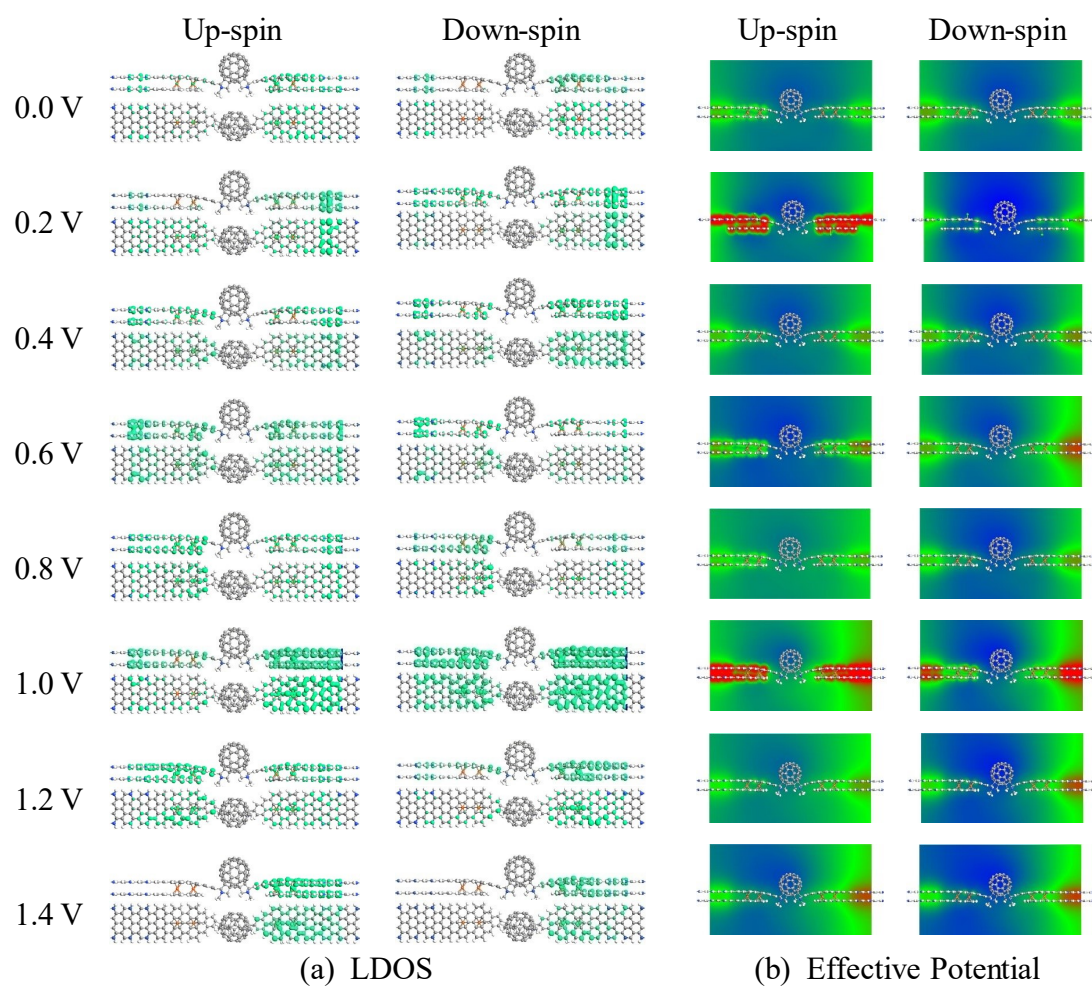 Up-spin Down-spin Up-spin Down-spin
0.0 V
0.2 V
0.4 V
0.6 V
0.8 V
1.0 V
1.2 V
1.4 V
(a) LDOS (b) Effective Potential